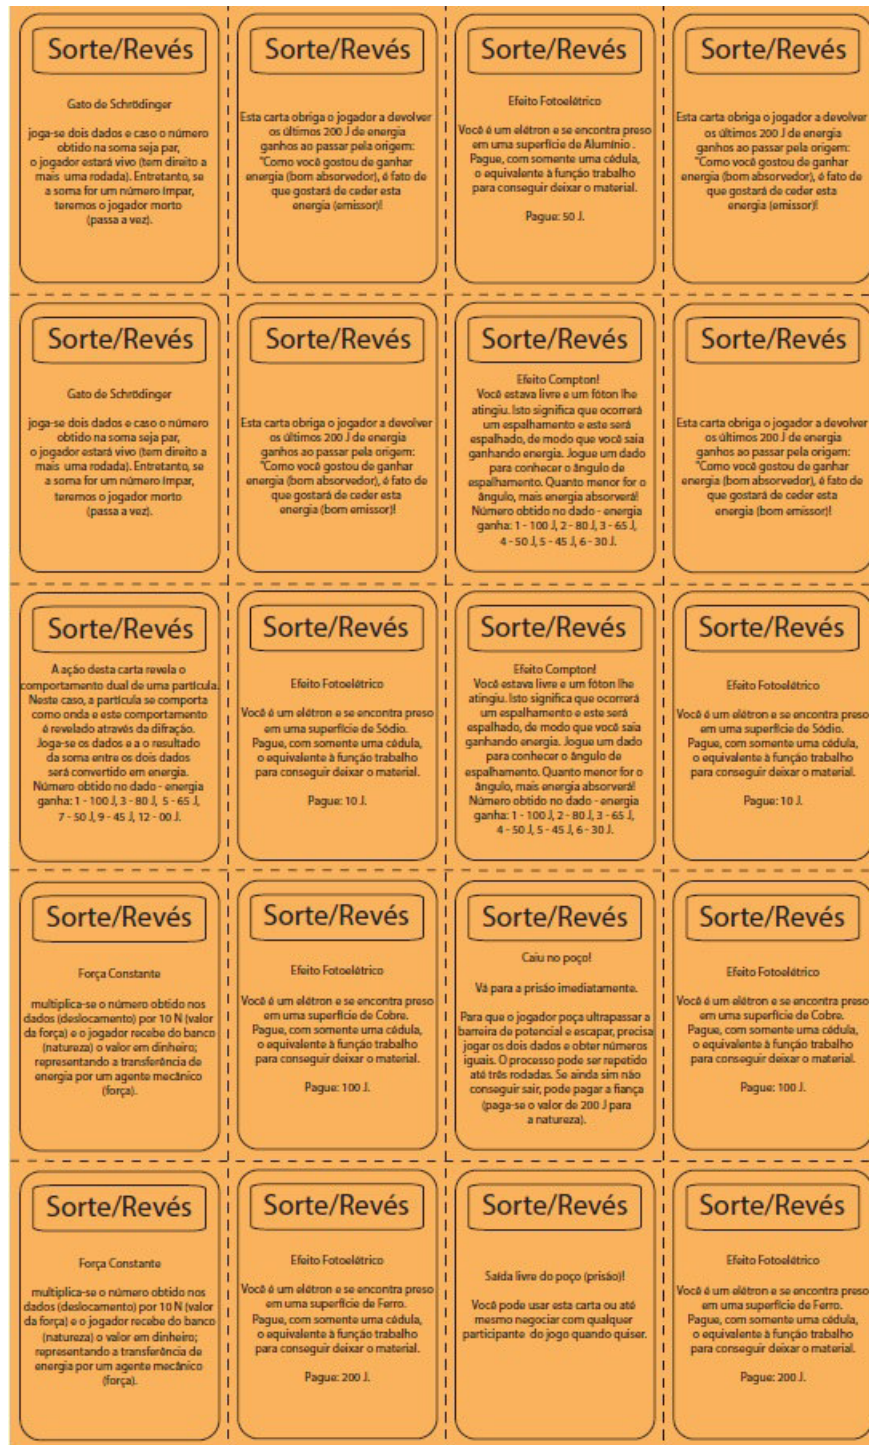 Sorte/Revés
Gato de Schrödinger
joga-se dois dados e caso o número
obtido na soma seja par,
o jogador estará vivo (tem direito a
mais uma rodada). Entretanto, se
a soma for um número ímpar,
teremos o jogador morto
(passa a vez).
Sorte/Revés
Esta carta obriga o jogador a devolver
os últimos 200 J de energia
ganhos ao passar pela origem:
"Como você gostou de ganhar
energia (bom absorvedor), é fato de
que gostará de ceder esta
energia (emissor)!
Sorte/Revés
Efeito Fotoelétrico
Você é um elétron e se encontra preso
em uma superfície de Alumínio .
Pague, com somente uma cédula,
o equivalente à função trabalho
para conseguir deixar o material.
Pague: 50 J.
Sorte/Revés
Esta carta obriga o jogador a devolver
os últimos 200 J de energia
ganhos ao passar pela origem:
"Como você gostou de ganhar
energia (bom absorvedor), é fato de
que gostará de ceder esta
energia (emissor)!
Sorte/Revés
Gato de Schrödinger
joga-se dois dados e caso o número
obtido na soma seja par,
o jogador estará vivo (tem direito a
mais uma rodada). Entretanto, se
a soma for um número ímpar,
teremos o jogador morto
(passa a vez).
Sorte/Revés
Esta carta obriga o jogador a devolver
os últimos 200 J de energia
ganhos ao passar pela origem:
"Como você gostou de ganhar
energia (bom absorvedor), é fato de
que gostará de ceder esta
energia (bom emissor)!
Sorte/Revés
Efeito Compton!
Você estava livre e um fóton lhe
atingiu. Isto significa que ocorrerá
um espalhamento e este será
espalhado, de modo que você saia
ganhando energia. Jogue um dado
para conhecer o ângulo de
espalhamento. Quanto menor for o
ângulo, mais energia absorverá!
Número obtido no dado - energia
ganha: 1 - 100 J, 2 - 80 J, 3 - 65 J,
4 - 50 J, 5 - 45 J, 6 - 30 J.
Sorte/Revés
Esta carta obriga o jogador a devolver
os últimos 200 J de energia
ganhos ao passar pela origem:
"Como você gostou de ganhar
energia (bom absorvedor), é fato de
que gostará de ceder esta
energia (bom emissor)!
Sorte/Revés
A ação desta carta revela o
comportamento dual de uma partícula.
Neste caso, a partícula se comporta
como onda e este comportamento
é revelado através da difração.
Joga-se os dados e a o resultado
da soma entre os dois dados
será convertido em energia.
Número obtido no dado - energia
ganha: 1 - 100 J, 3 - 80 J, 5 - 65 J,
7 - 50 J, 9 - 45 J, 12 - 00 J.
Sorte/Revés
Efeito Fotoelétrico
Você é um elétron e se encontra preso
em uma superfície de Sódio.
Pague, com somente uma cédula,
o equivalente à função trabalho
para conseguir deixar o material.
Pague: 10 J.
Sorte/Revés
Efeito Compton!
Você estava livre e um fóton lhe
atingiu. Isto significa que ocorrerá
um espalhamento e este será
espalhado, de modo que você saia
ganhando energia. Jogue um dado
para conhecer o ângulo de
espalhamento. Quanto menor for o
ângulo, mais energia absorverá!
Número obtido no dado - energia
ganha: 1 - 100 J, 2 - 80 J, 3 - 65 J,
4 - 50 J, 5 - 45 J, 6 - 30 J.
Sorte/Revés
Efeito Fotoelétrico
Você é um elétron e se encontra preso
em uma superfície de Sódio.
Pague, com somente uma cédula,
o equivalente à função trabalho
para conseguir deixar o material.
Pague: 10 J.
Sorte/Revés
Força Constante
multiplica-se o número obtido nos
dados (deslocamento) por 10 N (valor
da força) e o jogador recebe do banco
(natureza) o valor em dinheiro;
representando a transferência de
energia por um agente mecânico
(força).
Sorte/Revés
Efeito Fotoelétrico
Você é um elétron e se encontra preso
em uma superfície de Cobre.
Pague, com somente uma cédula,
o equivalente à função trabalho
para conseguir deixar o material.
Pague: 100 J.
Sorte/Revés
Caiu no poço!
Vá para a prisão imediatamente.
Para que o jogador poça ultrapassar a
barreira de potencial e escapar, precisa
jogar os dois dados e obter números
iguais. O processo pode ser repetido
até três rodadas. Se ainda sim não
conseguir sair, pode pagar a fiança
(paga-se o valor de 200 J para
a natureza).
Sorte/Revés
Efeito Fotoelétrico
Você é um elétron e se encontra preso
em uma superfície de Cobre.
Pague, com somente uma cédula,
o equivalente à função trabalho
para conseguir deixar o material.
Pague: 100 J.
Sorte/Revés
Força Constante
multiplica-se o número obtido nos
dados (deslocamento) por 10 N (valor
da força) e o jogador recebe do banco
(natureza) o valor em dinheiro;
representando a transferência de
energia por um agente mecânico
(força).
Sorte/Revés
Efeito Fotoelétrico
Você é um elétron e se encontra preso
em uma superfície de Ferro.
Pague, com somente uma cédula,
o equivalente à função trabalho
para conseguir deixar o material.
Pague: 200 J.
Sorte/Revés
Saída livre do poço (prisão)!
Você pode usar esta carta ou até
mesmo negociar com qualquer
participante do jogo quando quiser.
Sorte/Revés
Efeito Fotoelétrico
Você é um elétron e se encontra preso
em uma superfície de Ferro.
Pague, com somente uma cédula,
o equivalente à função trabalho
para conseguir deixar o material.
Pague: 200 J.